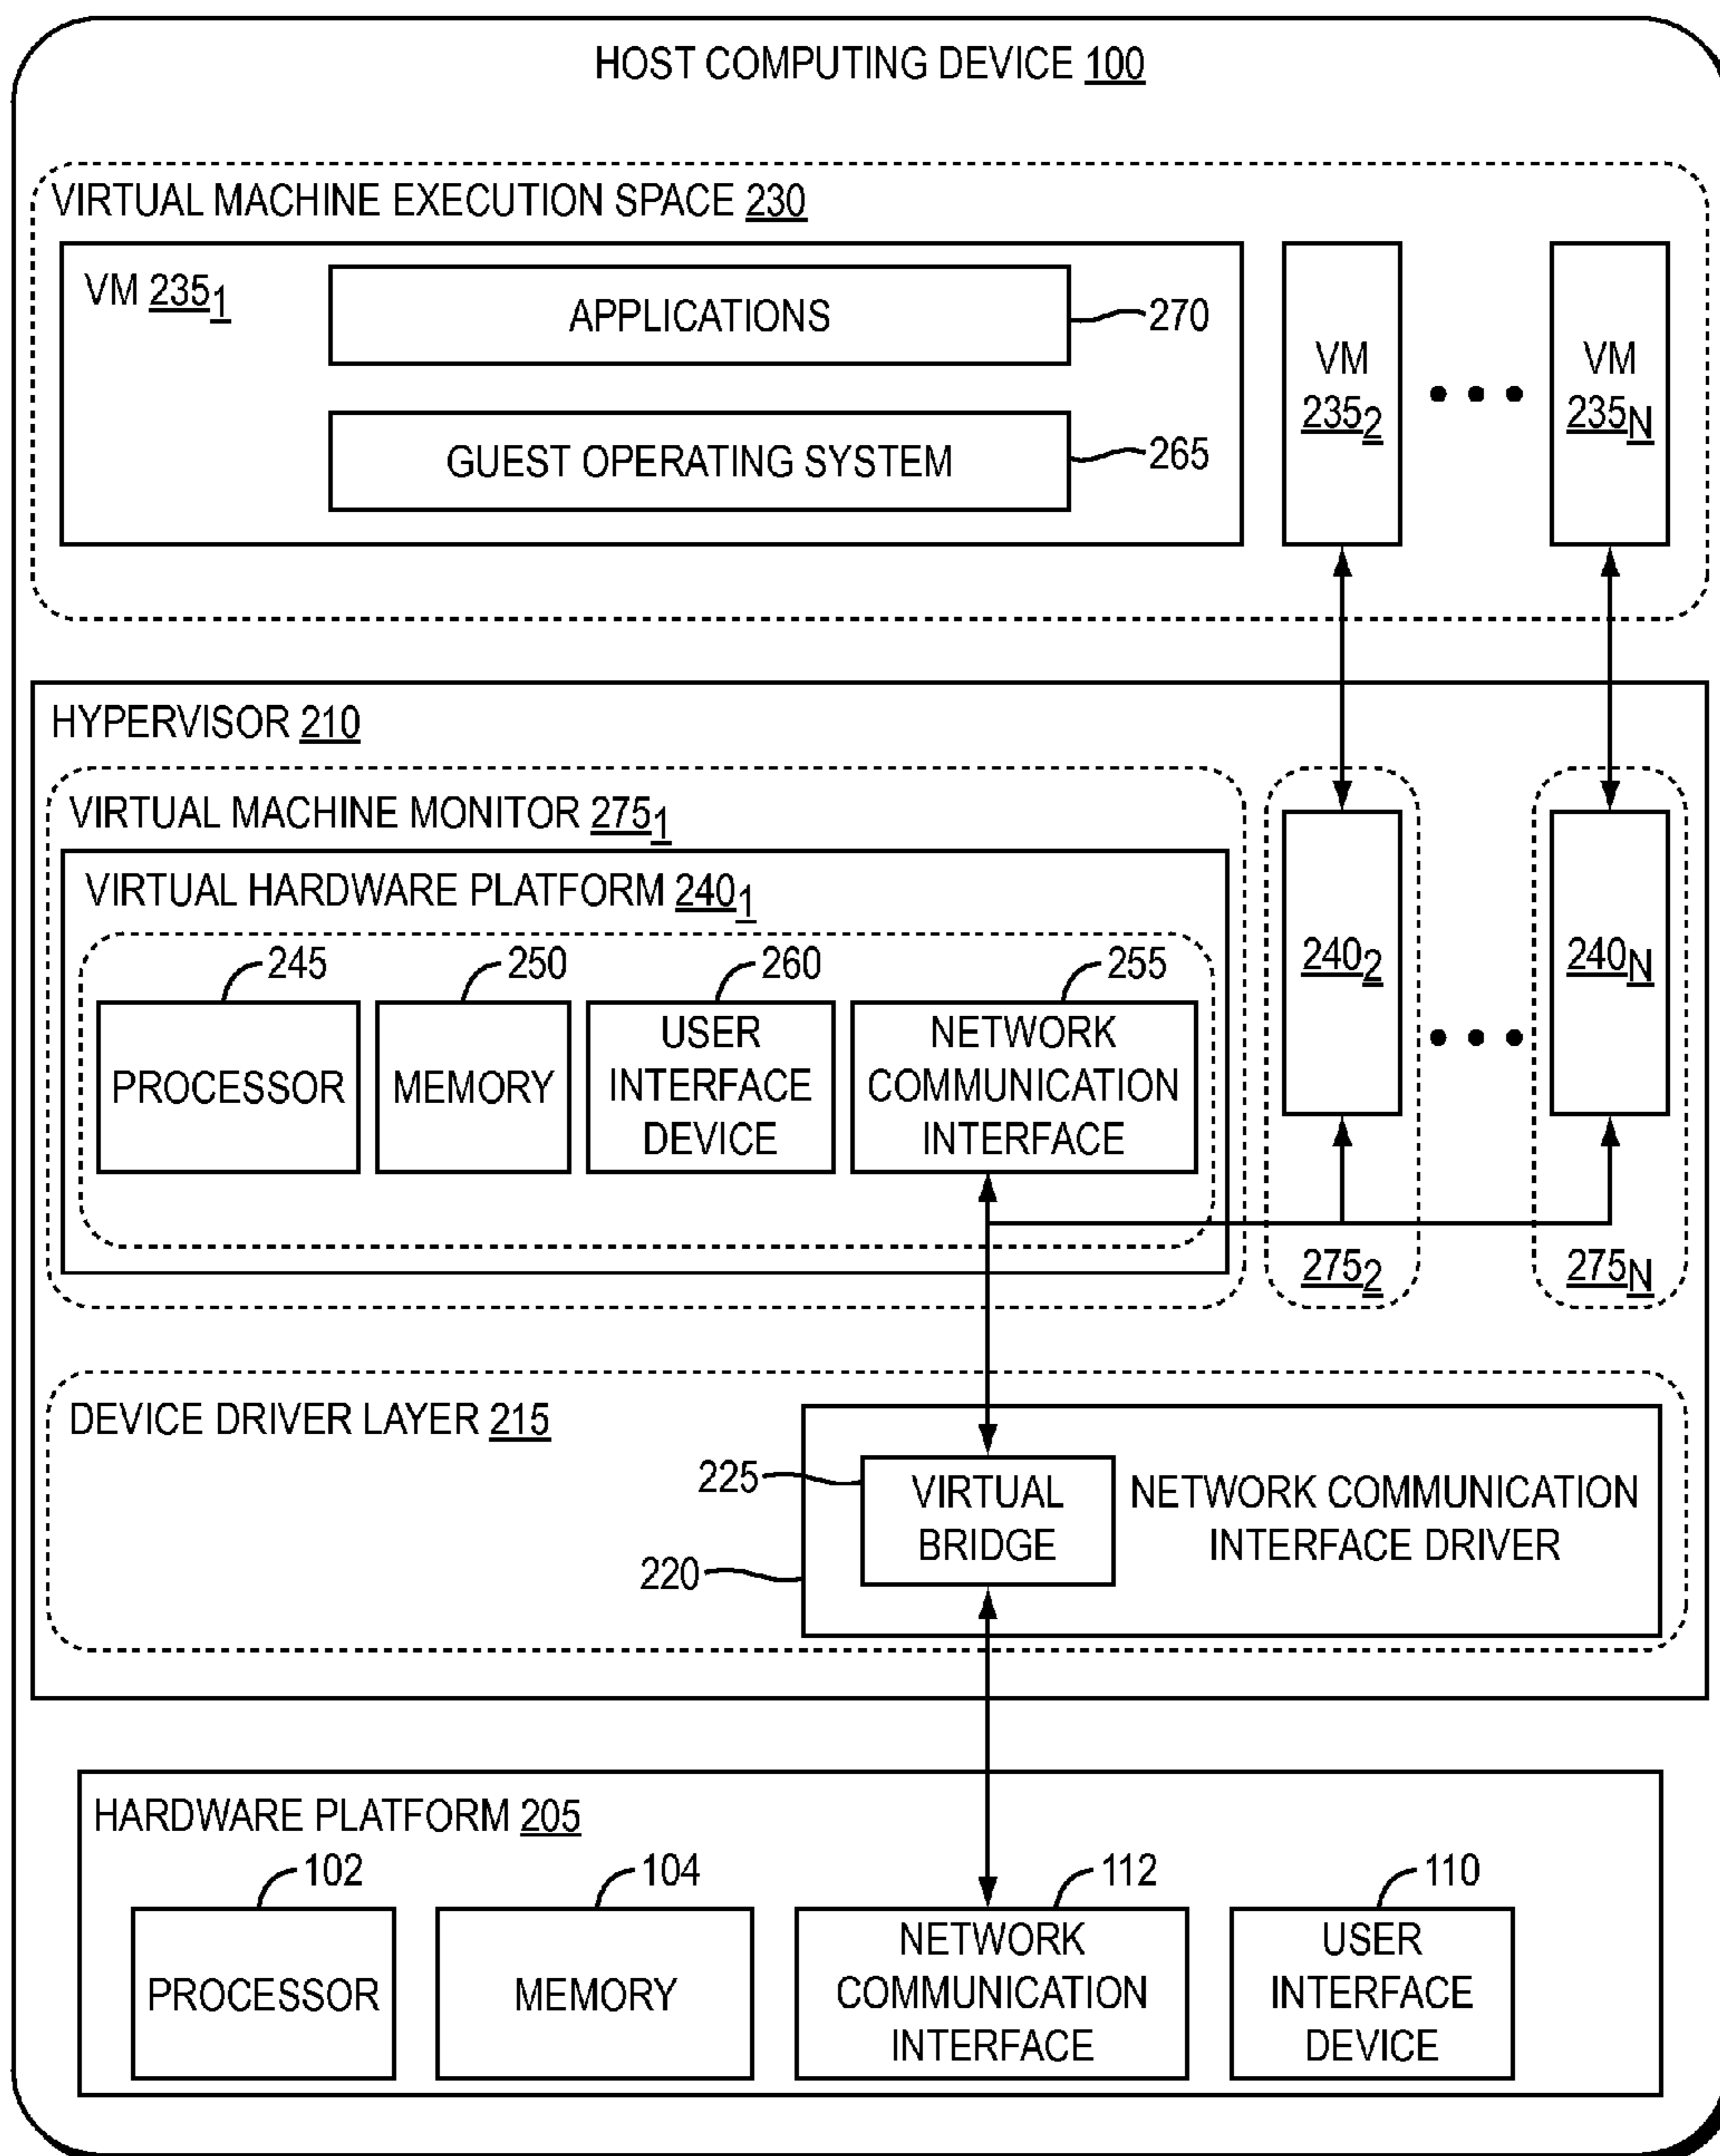 HOST COMPUTING DEVICE 100
VIRTUAL MACHINE EXECUTION SPACE 230
VM 235₁
APPLICATIONS
270
GUEST OPERATING SYSTEM
265
VM
235₂
VM
235N
HYPERVISOR 210
VIRTUAL MACHINE MONITOR 275₁
VIRTUAL HARDWARE PLATFORM 240₁
245
250
260
255
PROCESSOR
MEMORY
USER
INTERFACE
DEVICE
NETWORK
COMMUNICATION
INTERFACE
240₂
240N
275₂
275N
DEVICE DRIVER LAYER 215
225
VIRTUAL
BRIDGE
NETWORK COMMUNICATION
INTERFACE DRIVER
220
HARDWARE PLATFORM 205
102
104
112
110
PROCESSOR
MEMORY
NETWORK
COMMUNICATION
INTERFACE
USER
INTERFACE
DEVICE